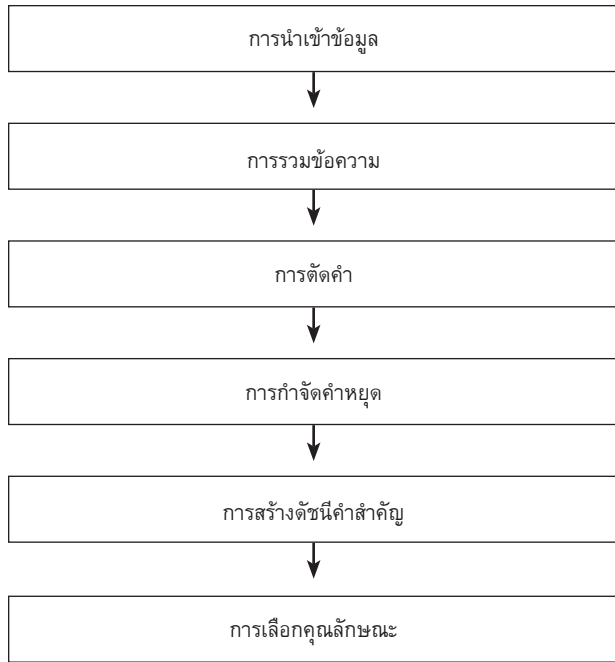 การนำเข้าข้อมูล
การรวมข้อความ
การตัดคำ
การกำจัดคำหยุด
การสร้างดัชนีคำสำคัญ
การเลือกคุณลักษณะ